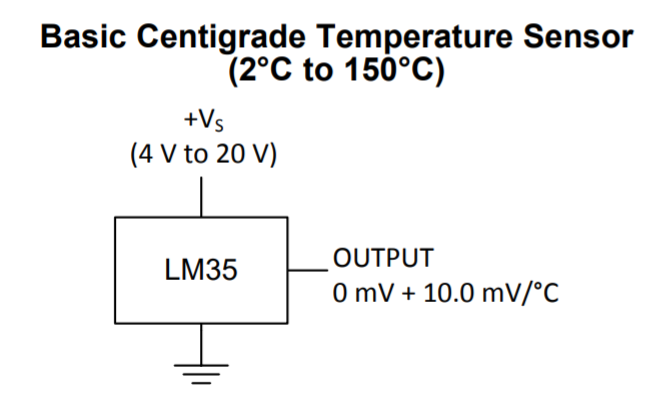 Basic Centigrade Temperature Sensor
(2°C to 150°C)
+VS
(4 V to 20 V)
LM35
OUTPUT
0 mV + 10.0 mV/°C